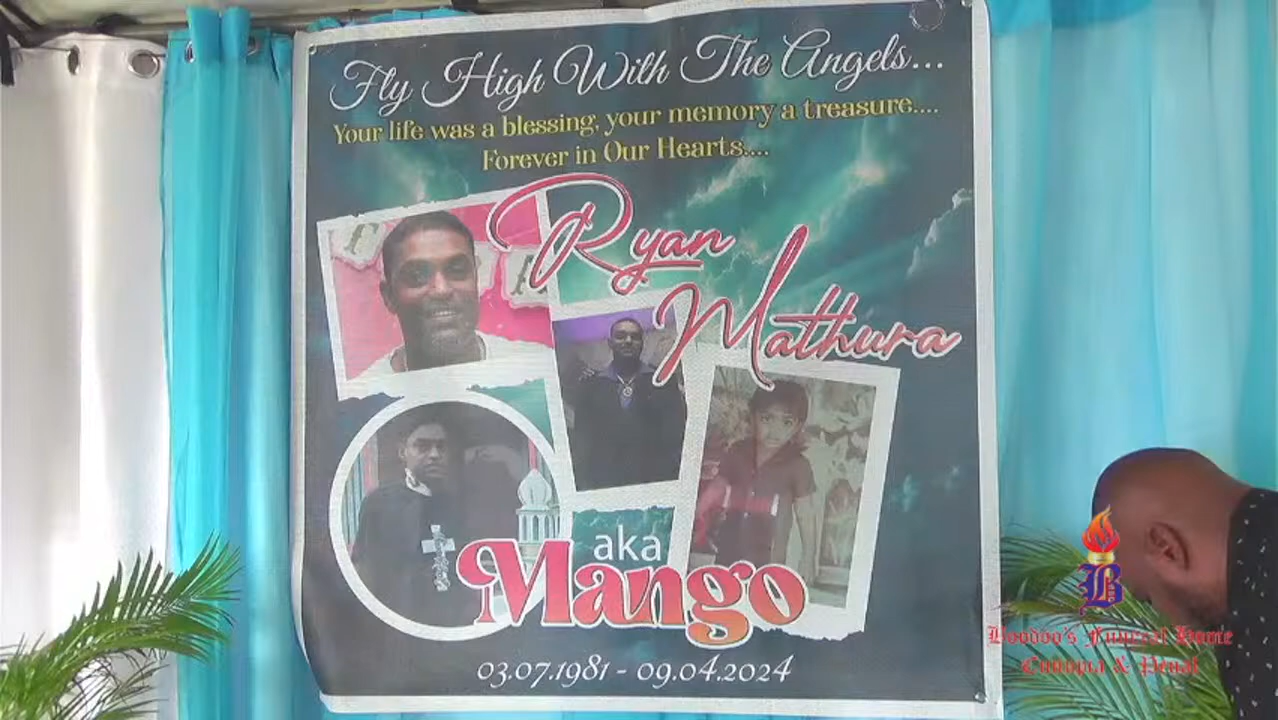 Fly High With The Angels...
Your life was a blessing, your memory a treasure....
Forever in Our Hearts....
Ryan
Mathura
aka
Mango
03.07.1981 - 09.04.2024
B
Boodoo's Funeral Home
& Penal